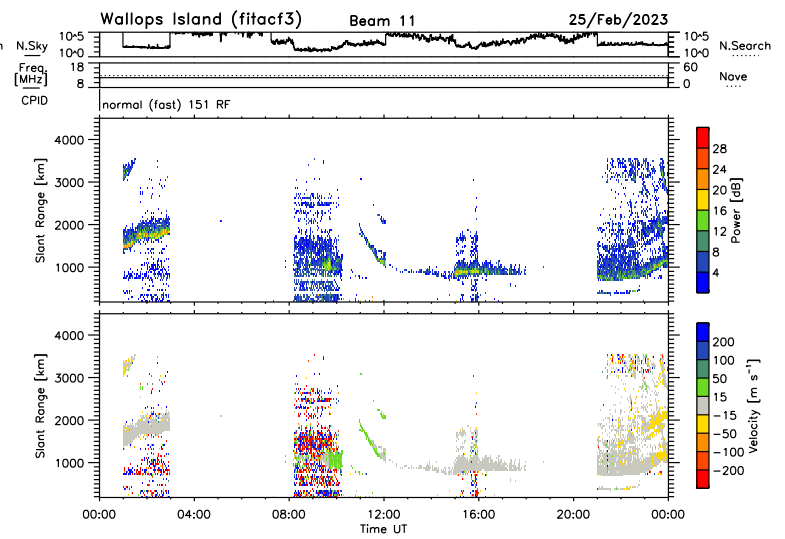 Wallops Island (fitacf3) Beam 11 25/Feb/2023
n N.Sky 10^5 10^0 10^5 10^0 N.Search
Freq. [MHz] 18 8 60 0 Nave
CPID normal (fast) 151 RF
Slant Range [km]
4000
3000
2000
1000
28
24
20
16
12
8
4
Power [dB]
Slant Range [km]
4000
3000
2000
1000
200
100
50
15
−15
−50
−100
−200
Velocity [m s⁻¹]
00:00 04:00 08:00 12:00 16:00 20:00 00:00
Time UT